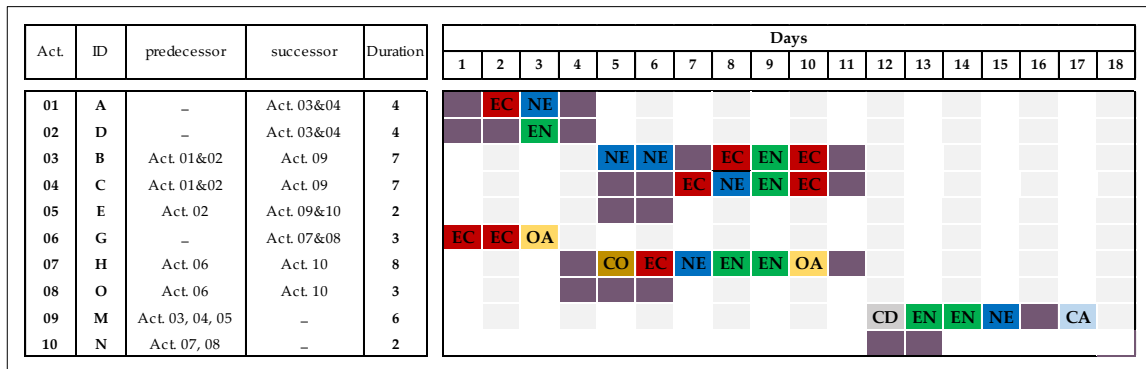 Act. ID predecessor successor Duration Days
1 2 3 4 5 6 7 8 9 10 11 12 13 14 15 16 17 18
01 A – Act. 03&04 4 EC NE
02 D – Act. 03&04 4 EN
03 B Act. 01&02 Act. 09 7 NE NE EC EN EC
04 C Act. 01&02 Act. 09 7 EC NE EN EC
05 E Act. 02 Act. 09&10 2
06 G – Act. 07&08 3 EC EC OA
07 H Act. 06 Act. 10 8 CO EC NE EN EN OA
08 O Act. 06 Act. 10 3
09 M Act. 03, 04, 05 – 6 CD EN EN NE CA
10 N Act. 07, 08 – 2